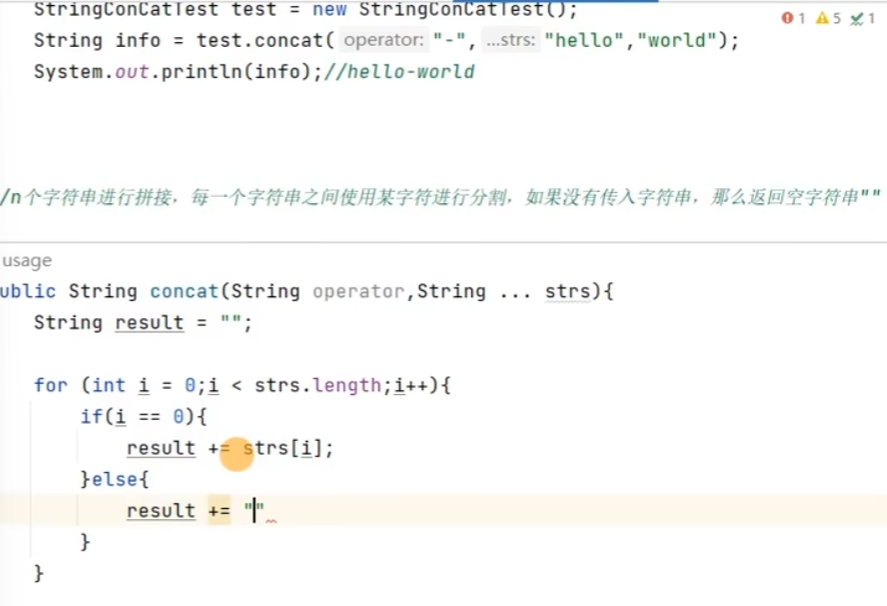 StringConCatTest test = new StringConCatTest();
String info = test.concat( operator: "-", ...strs: "hello","world");
System.out.println(info);//hello-world
1 5 1
/n个字符串进行拼接，每一个字符串之间使用某字符进行分割，如果没有传入字符串，那么返回空字符串""
usage
ublic String concat(String operator,String ... strs){
String result = "";
for (int i = 0;i < strs.length;i++){
if(i == 0){
result += strs[i];
}else{
result += ""
}
}